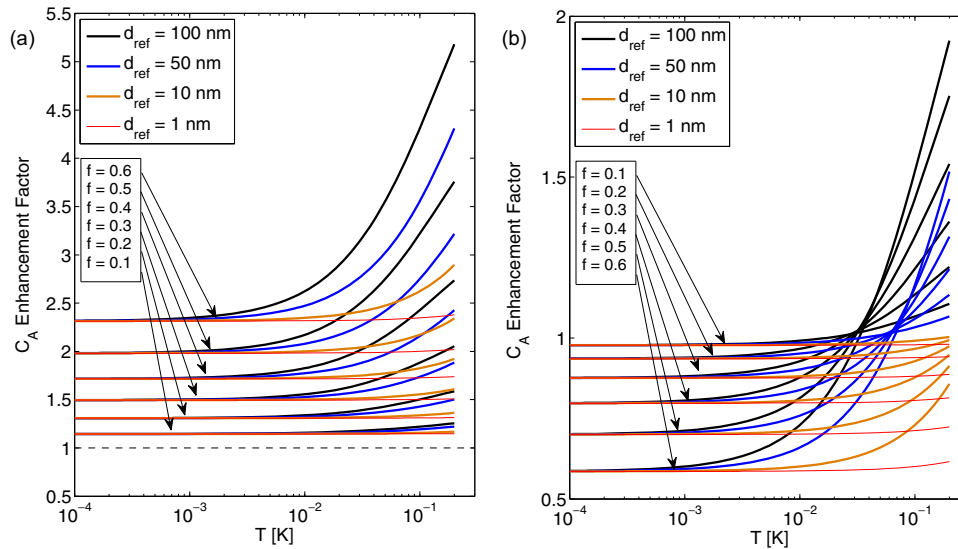 (a)
d_ref = 100 nm
d_ref = 50 nm
d_ref = 10 nm
d_ref = 1 nm
f = 0.6
f = 0.5
f = 0.4
f = 0.3
f = 0.2
f = 0.1
5.5
5
4.5
4
3.5
3
2.5
2
1.5
1
0.5
C_A Enhancement Factor
10^−4
10^−3
10^−2
10^−1
T [K]
(b)
d_ref = 100 nm
d_ref = 50 nm
d_ref = 10 nm
d_ref = 1 nm
f = 0.1
f = 0.2
f = 0.3
f = 0.4
f = 0.5
f = 0.6
2
1.5
1
0.5
C_A Enhancement Factor
10^−4
10^−3
10^−2
10^−1
T [K]